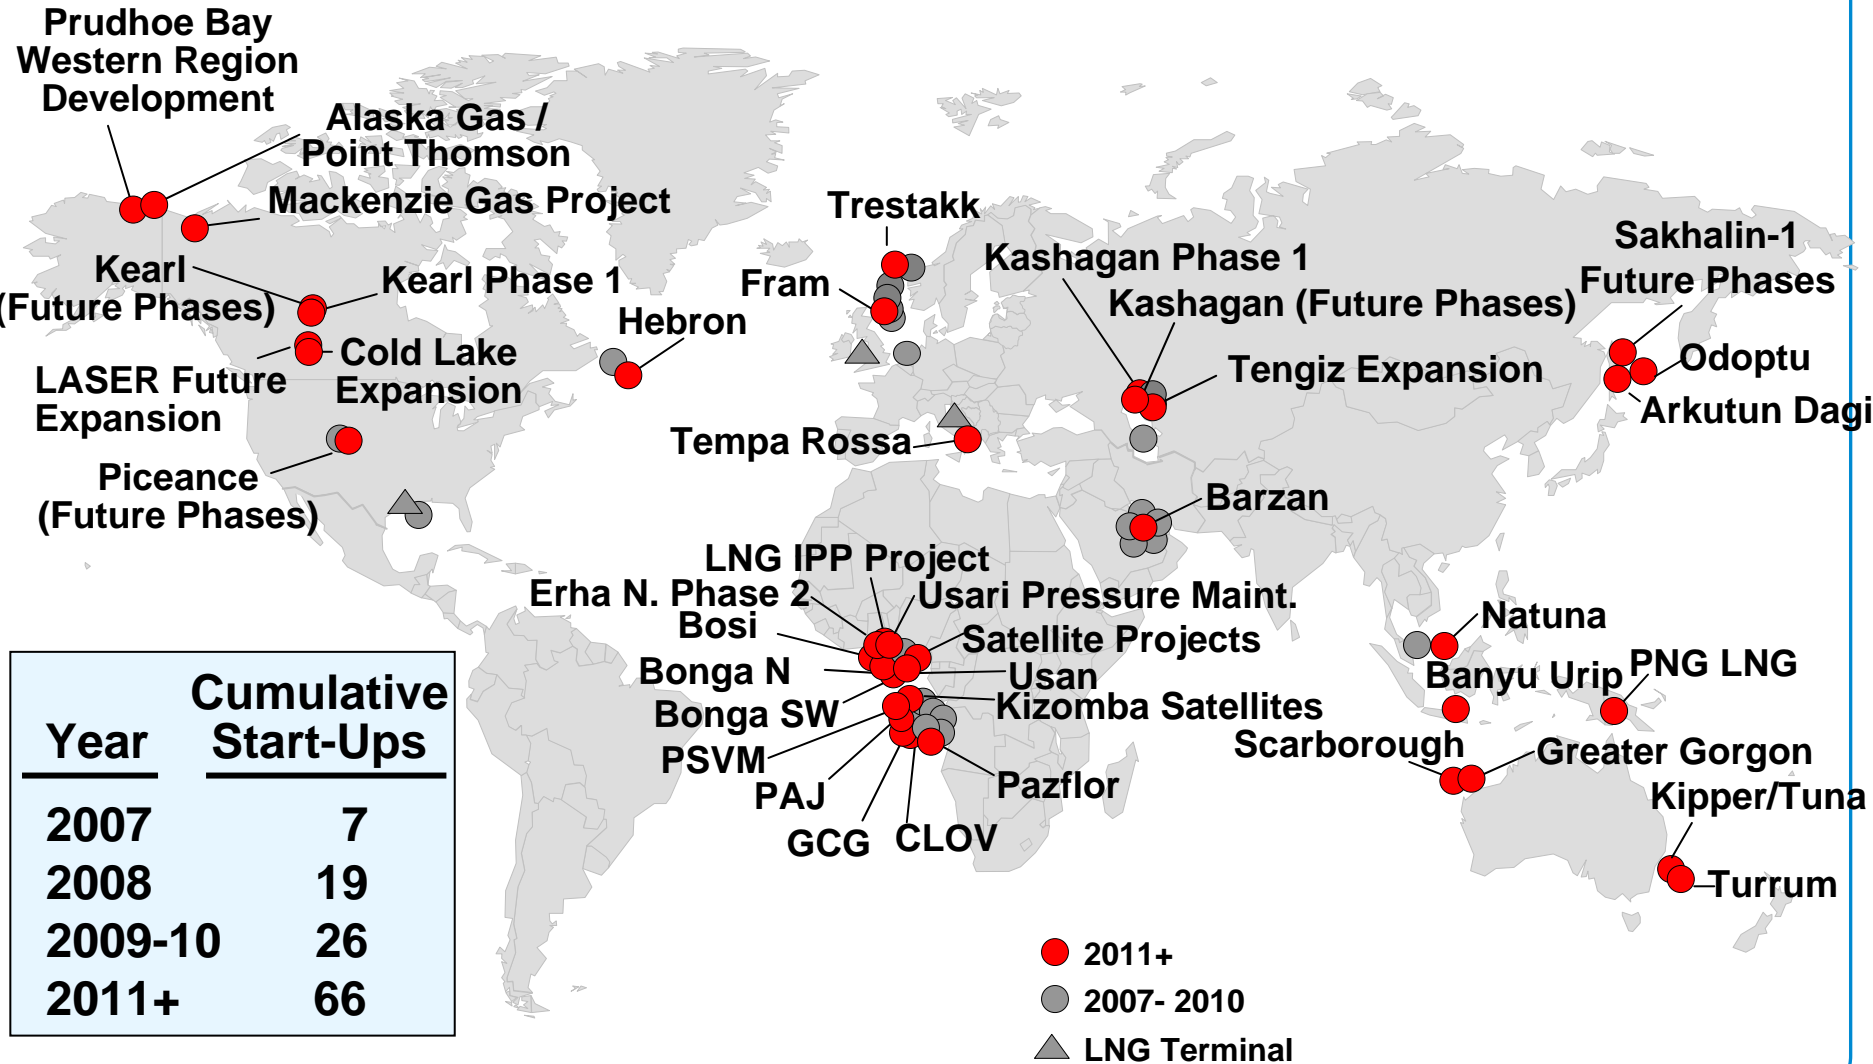 Prudhoe Bay
Western Region
Development
Alaska Gas /
Point Thomson
Mackenzie Gas Project
Kearl
(Future Phases)
Kearl Phase 1
LASER Future
Expansion
Cold Lake
Expansion
Piceance
(Future Phases)
Hebron
Trestakk
Fram
Tempa Rossa
Kashagan Phase 1
Kashagan (Future Phases)
Tengiz Expansion
Sakhalin-1
Future Phases
Odoptu
Arkutun Dagi
Barzan
LNG IPP Project
Erha N. Phase 2
Usari Pressure Maint.
Bosi
Satellite Projects
Bonga N
Usan
Bonga SW
Kizomba Satellites
PSVM
PAJ
Pazflor
GCG
CLOV
Natuna
Banyu Urip
PNG LNG
Scarborough
Greater Gorgon
Kipper/Tuna
Turrum
Cumulative
Year Start-Ups
2007 7
2008 19
2009-10 26
2011+ 66
2011+
2007- 2010
LNG Terminal